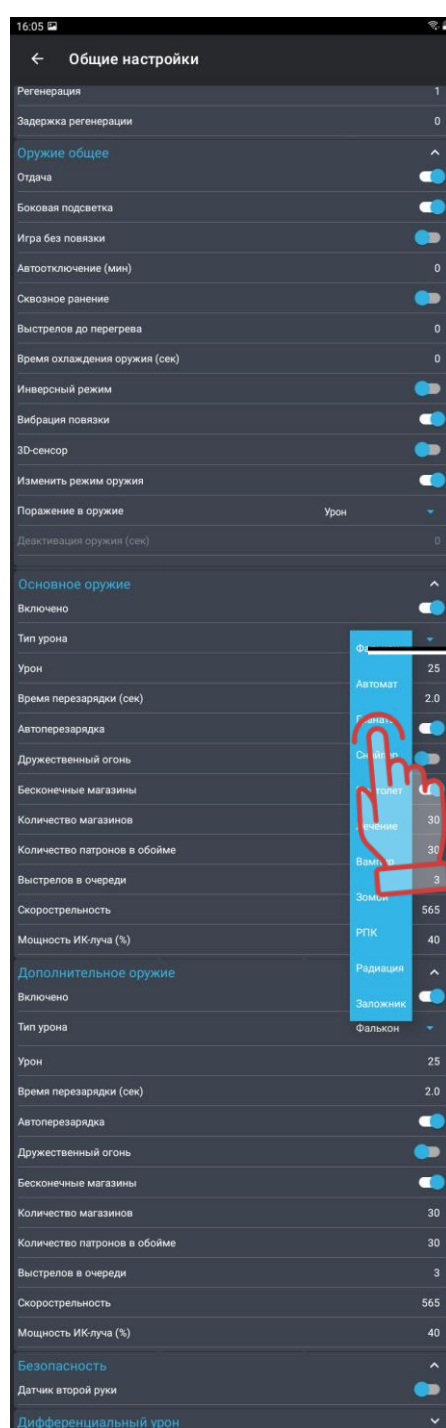 16:05
Общие настройки
Регенерация 1
Задержка регенерации 0
Оружие общее
Отдача
Боковая подсветка
Игра без повязки
Автоотключение (мин) 0
Сквозное ранение
Выстрелов до перегрева 0
Время охлаждения оружия (сек) 0
Инверсный режим
Вибрация повязки
3D-сенсор
Изменить режим оружия
Поражение в оружие Урон
Деактивация оружия (сек) 0
Основное оружие
Включено
Тип урона
Урон 25
Автомат
Время перезарядки (сек) 2.0
Автоперезарядка
Дружественный огонь
Снайпер
Бесконечные магазины
Количество магазинов 30
Лечение
Количество патронов в обойме 30
Вампир
Выстрелов в очереди 3
Зомби
Скорострельность 565
РПК
Мощность ИК-луча (%) 40
Дополнительное оружие
Радиация
Включено
Заложник
Тип урона Фалькон
Урон 25
Время перезарядки (сек) 2.0
Автоперезарядка
Дружественный огонь
Бесконечные магазины
Количество магазинов 30
Количество патронов в обойме 30
Выстрелов в очереди 3
Скорострельность 565
Мощность ИК-луча (%) 40
Безопасность
Датчик второй руки
Дифференциальный урон